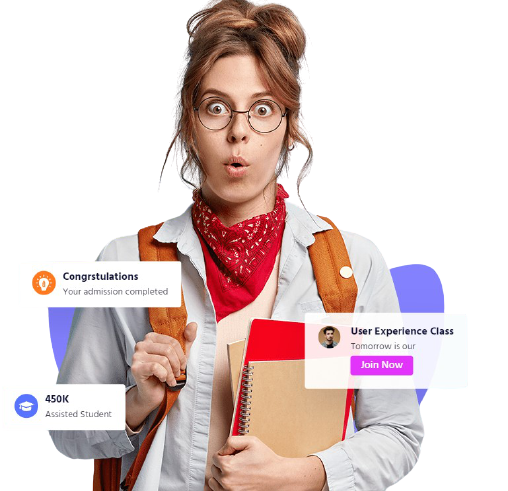 Congrstulations
Your admission completed
User Experience Class
Tomorrow is our
Join Now
450K
Assisted Student